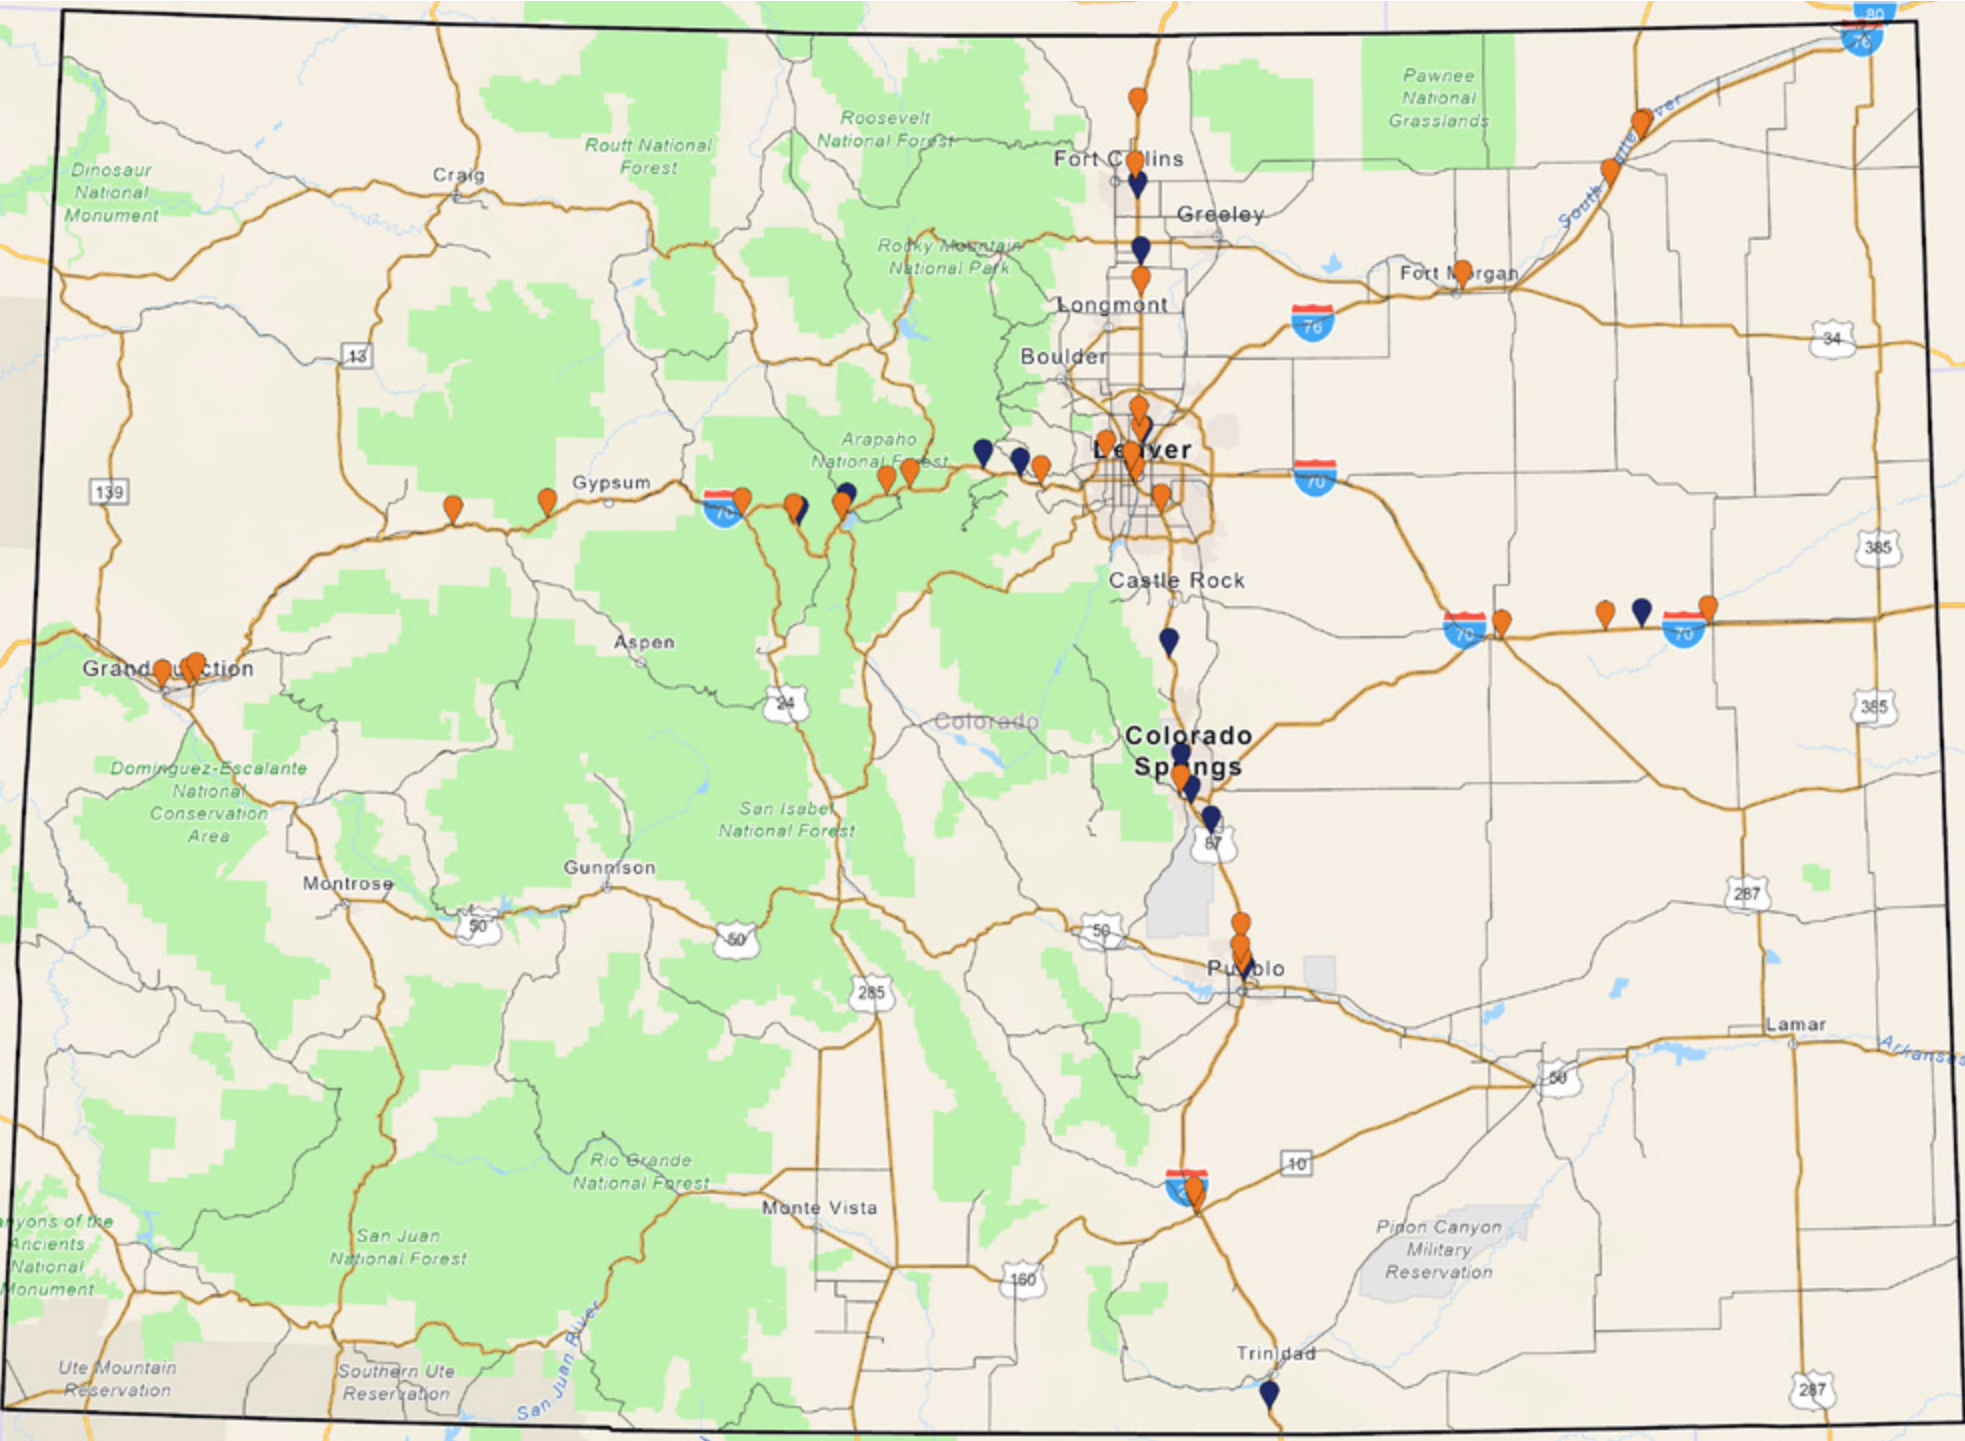 80
76
Pawnee
National
Grasslands
Roosevelt
National Forest
Routt National
Forest
Fort Collins
Dinosaur
National
Monument
Craig
South Platte River
Greeley
Rocky Mountain
National Park
Fort Morgan
Longmont
76
34
13
Boulder
Arapaho
National Forest
Denver
139
Gypsum
70
70
385
Castle Rock
70
70
Aspen
Grand Junction
24
385
Colorado
Colorado
Springs
Dominguez-Escalante
National
Conservation
Area
San Isabel
National Forest
87
Gunnison
Montrose
287
50
50
50
Pueblo
285
Lamar
Arkansas
50
Rio Grande
National Forest
10
Monte Vista
Canyons of the
Ancients
National
Monument
San Juan
National Forest
Pinon Canyon
Military
Reservation
160
San Juan River
Trinidad
Ute Mountain
Reservation
Southern Ute
Reservation
287